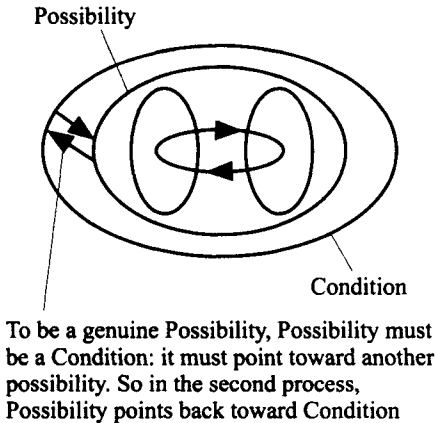 Possibility
Condition
To be a genuine Possibility, Possibility must
be a Condition: it must point toward another
possibility. So in the second process,
Possibility points back toward Condition